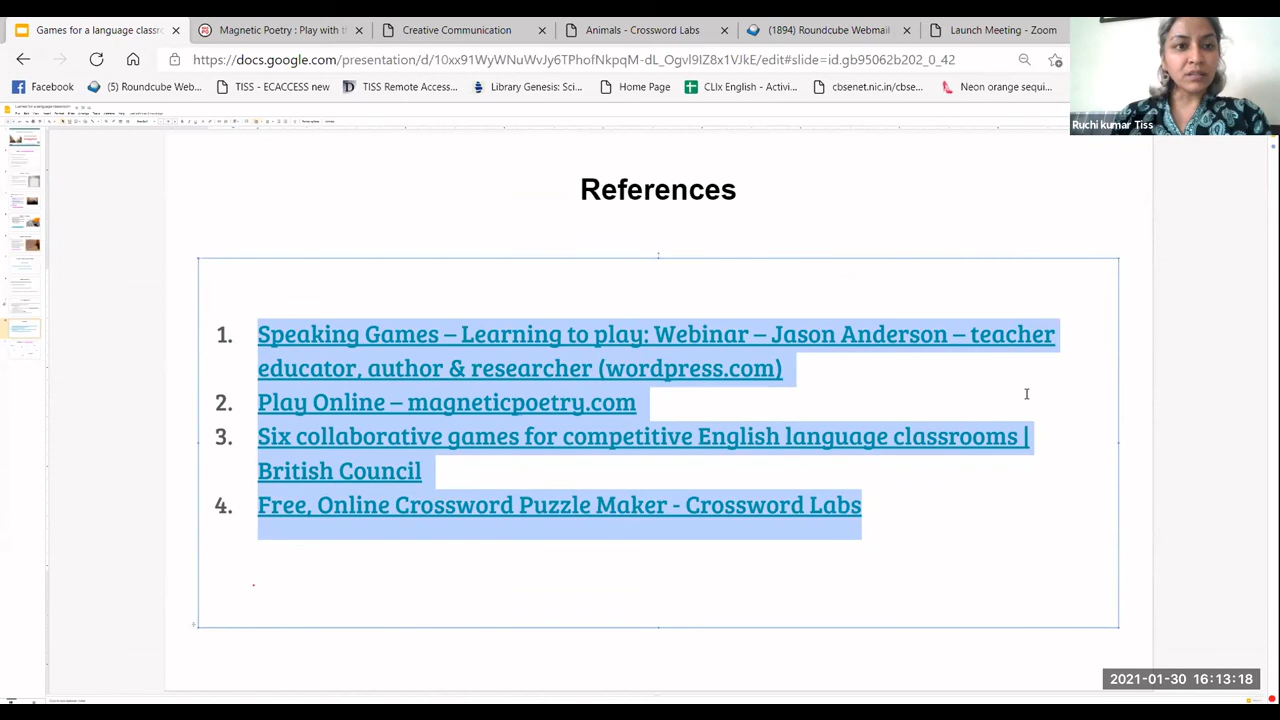 Games for a language classro
Magnetic Poetry : Play with th
Creative Communication
Animals - Crossword Labs
(1894) Roundcube Webmail
Launch Meeting - Zoom
https://docs.google.com/presentation/d/10xx91WyWNuWvJy6TPhofNkpqM-dL_Ogvl9IZ8x1VJkE/edit#slide=id.gb95062b202_0_42
Facebook
(5) Roundcube Web...
TISS - ECACCESS new
TISS Remote Access...
Library Genesis: Sci...
Home Page
CLIx English - Activi...
cbsenet.nic.in/cbse...
Neon orange sequi...
Ruchi kumar Tiss
References
1. Speaking Games – Learning to play: Webinar – Jason Anderson – teacher
educator, author & researcher (wordpress.com)
2. Play Online – magneticpoetry.com
3. Six collaborative games for competitive English language classrooms |
British Council
4. Free, Online Crossword Puzzle Maker - Crossword Labs
2021-01-30 16:13:18